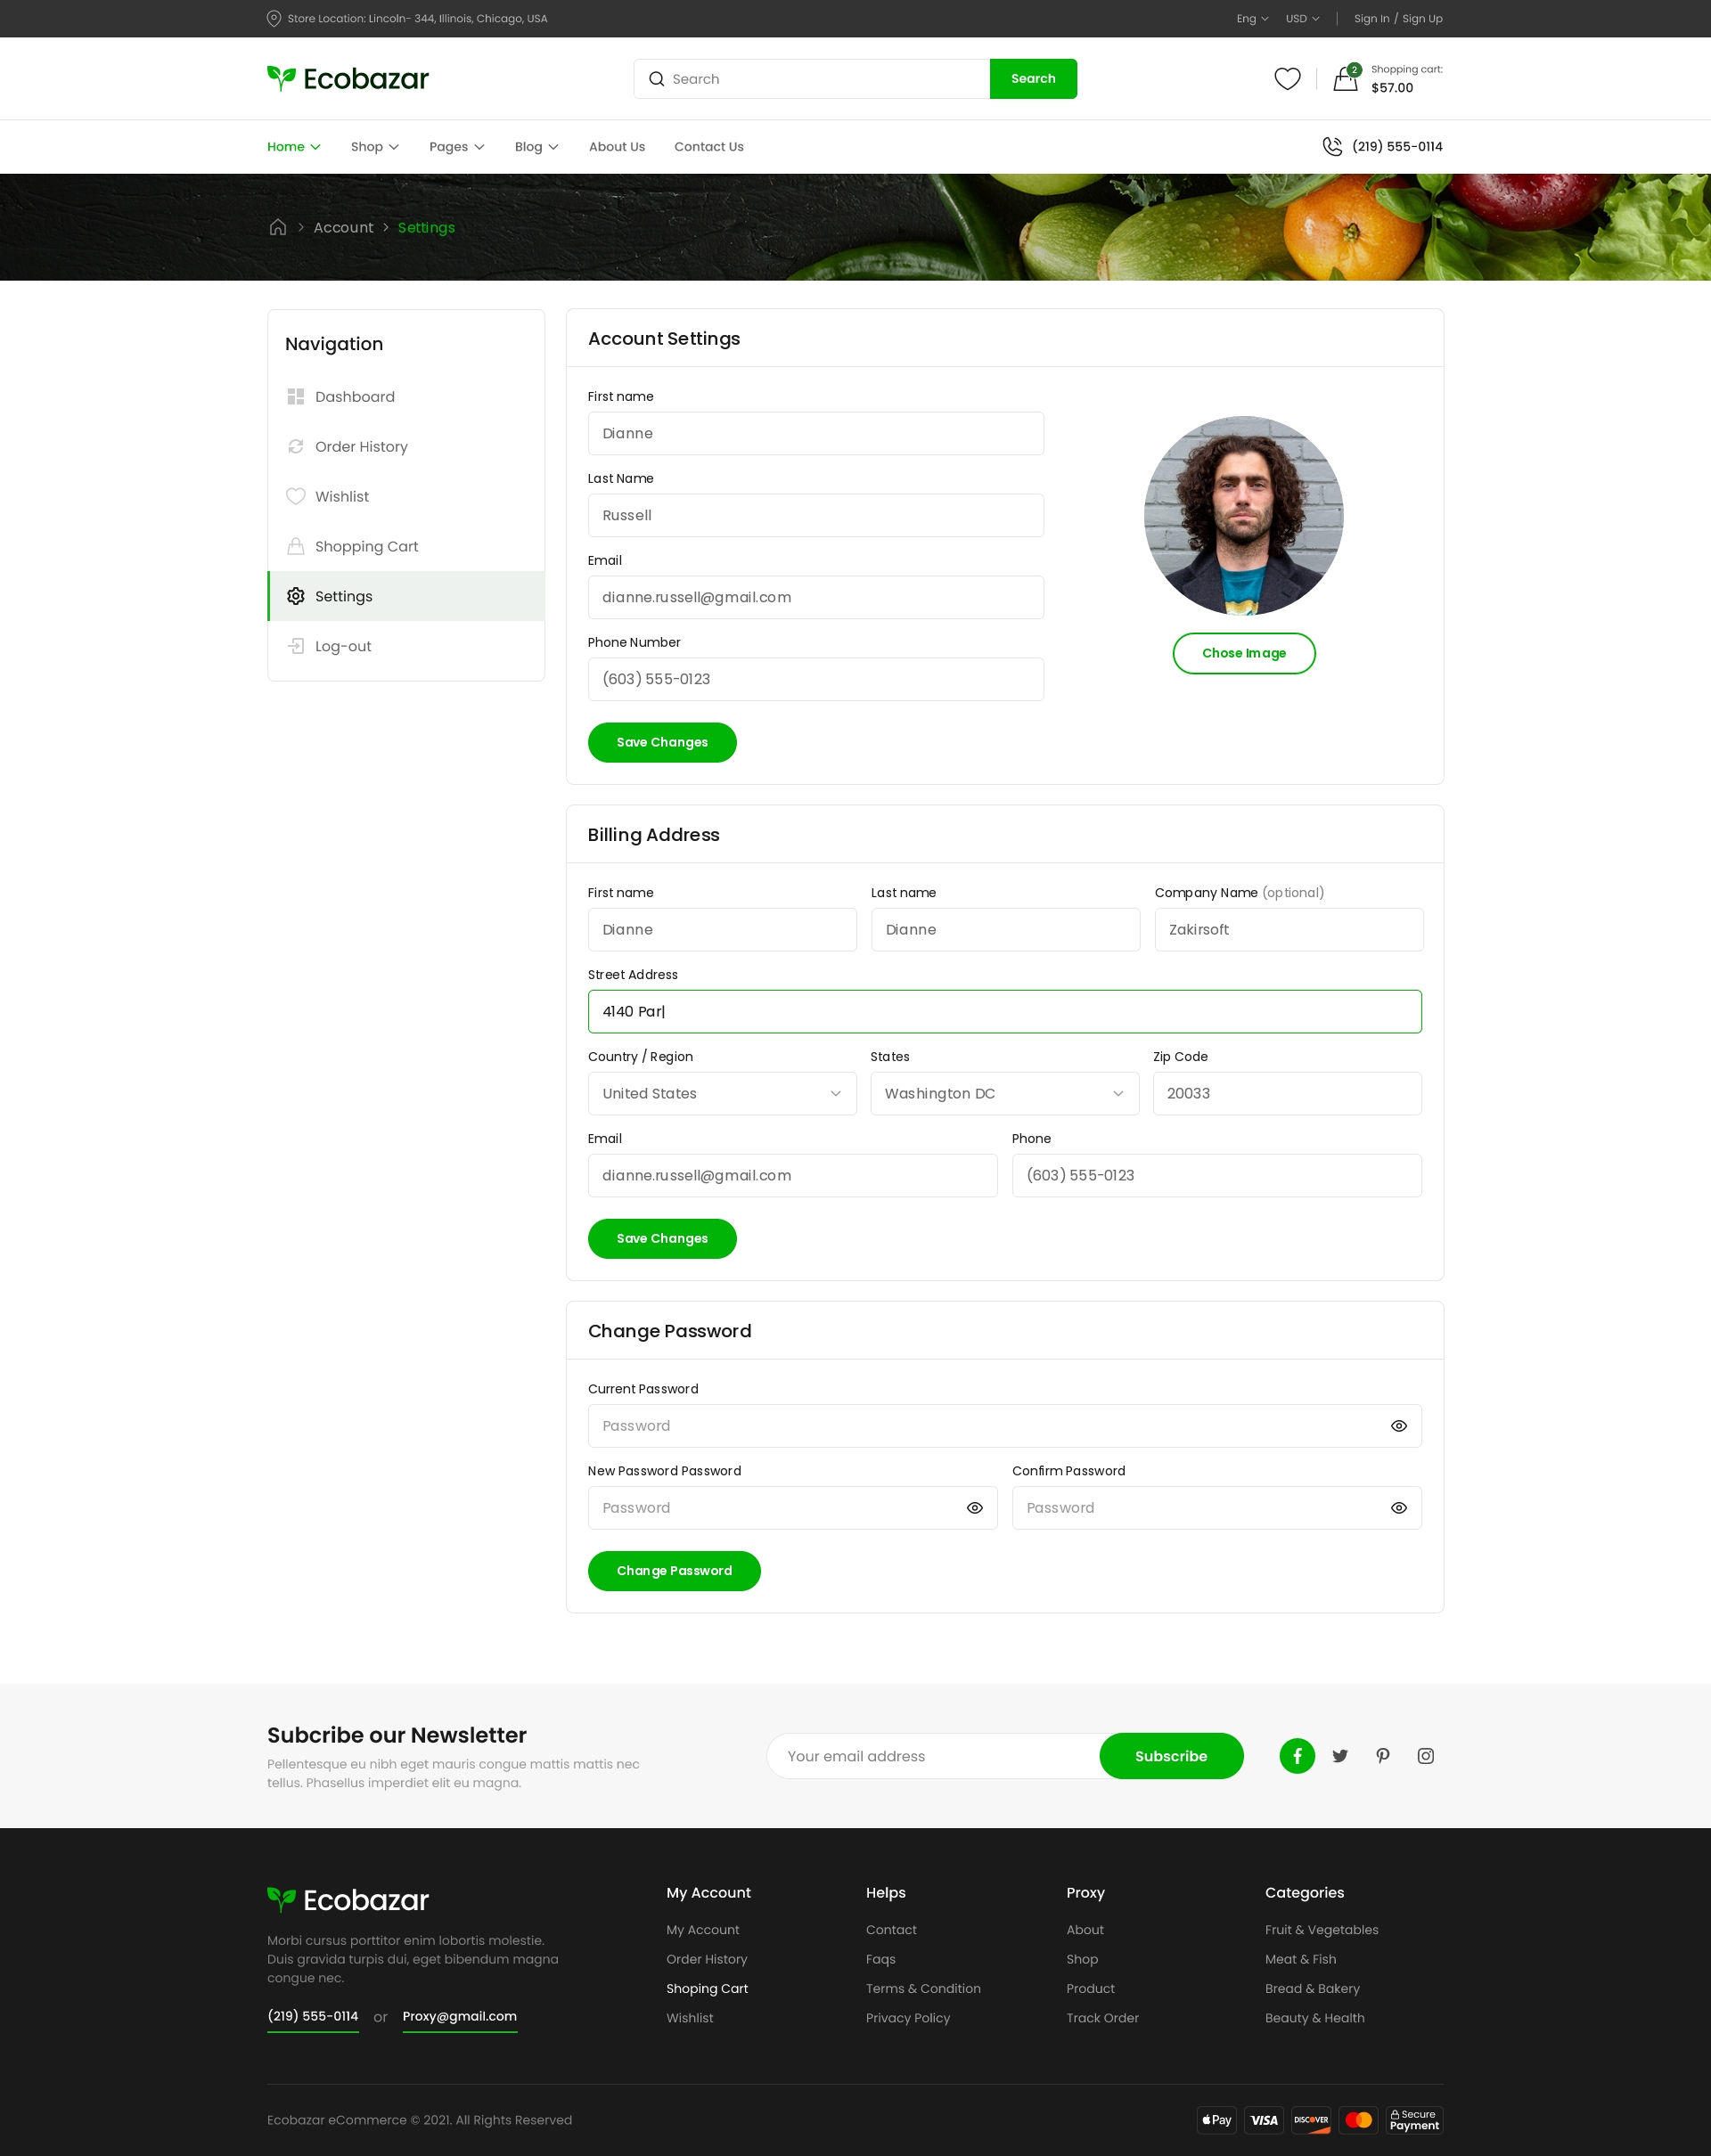 Store Location: Lincoln- 344, Illinois, Chicago, USA
Eng USD Sign In / Sign Up
Ecobazar
Search
Search
2
Shopping cart:
$57.00
Home Shop Pages Blog About Us Contact Us
(219) 555-0114
Account Settings
Navigation
Dashboard
Order History
Wishlist
Shopping Cart
Settings
Log-out
Account Settings
First name
Dianne
Last Name
Russell
Email
dianne.russell@gmail.com
Phone Number
(603) 555-0123
Save Changes
Chose Image
Billing Address
First name Last name Company Name (optional)
Dianne Dianne Zakirsoft
Street Address
4140 Par|
Country / Region States Zip Code
United States Washington DC 20033
Email Phone
dianne.russell@gmail.com (603) 555-0123
Save Changes
Change Password
Current Password
Password
New Password Password Confirm Password
Password Password
Change Password
Subcribe our Newsletter
Pellentesque eu nibh eget mauris congue mattis mattis nec
tellus. Phasellus imperdiet elit eu magna.
Your email address
Subscribe
Ecobazar
Morbi cursus porttitor enim lobortis molestie.
Duis gravida turpis dui, eget bibendum magna
congue nec.
(219) 555-0114 or Proxy@gmail.com
My Account
My Account
Order History
Shoping Cart
Wishlist
Helps
Contact
Faqs
Terms & Condition
Privacy Policy
Proxy
About
Shop
Product
Track Order
Categories
Fruit & Vegetables
Meat & Fish
Bread & Bakery
Beauty & Health
Ecobazar eCommerce © 2021. All Rights Reserved
Pay
VISA
DISCOVER
Secure
Payment